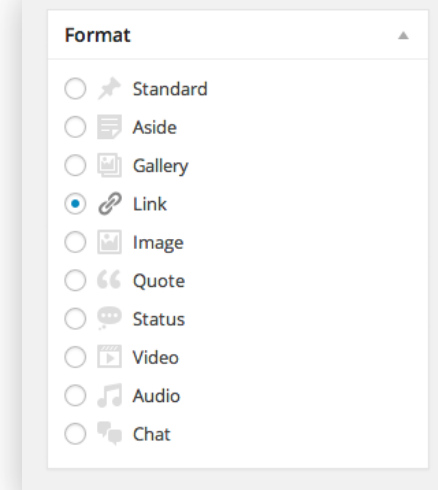 Format
Standard
Aside
Gallery
Link
Image
Quote
Status
Video
Audio
Chat